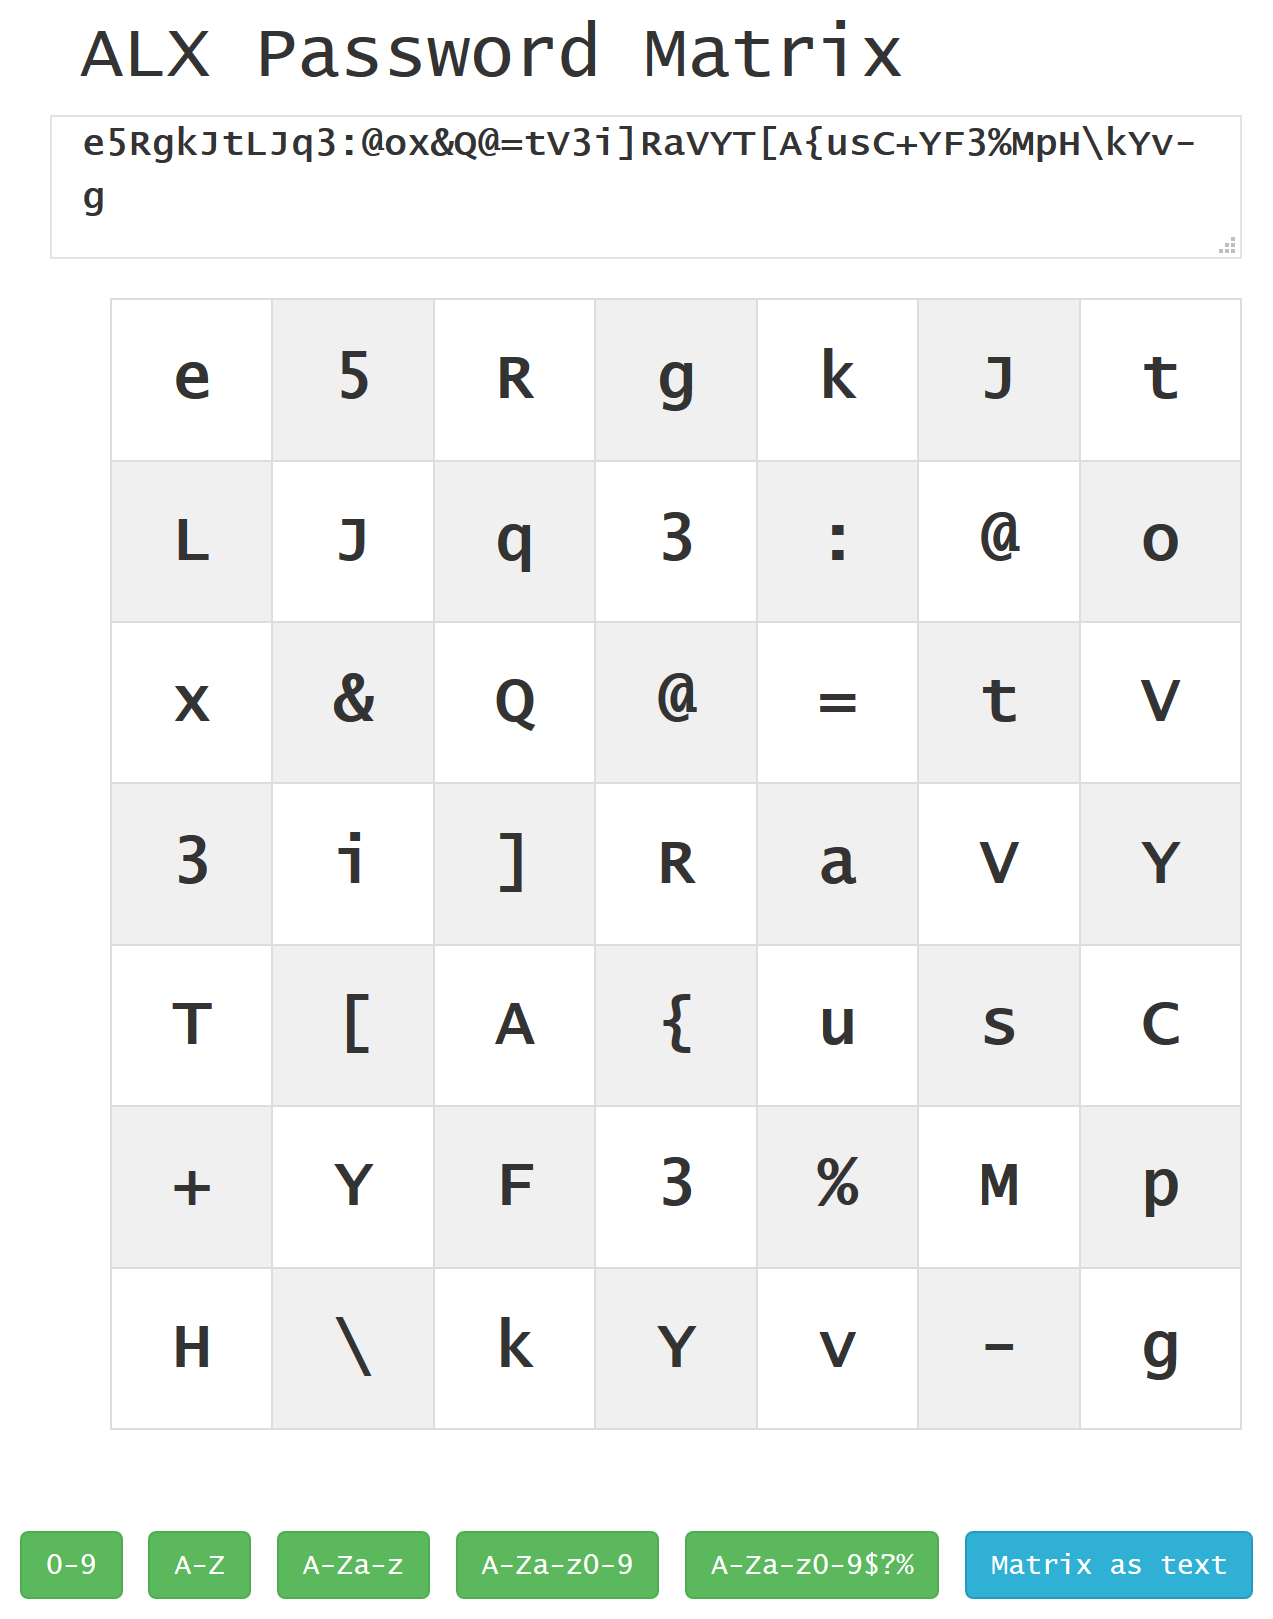 ALX Password Matrix
e5RgkJtLJq3:@ox&Q@=tV3i]RaVYT[A{usC+YF3%MpH\kYv-
g
e 5 R g k J t
L J q 3 : @ o
x & Q @ = t V
3 i ] R a V Y
T [ A { u s C
+ Y F 3 % M p
H \ k Y v - g
0-9 A-Z A-Za-z A-Za-z0-9 A-Za-z0-9$?% Matrix as text